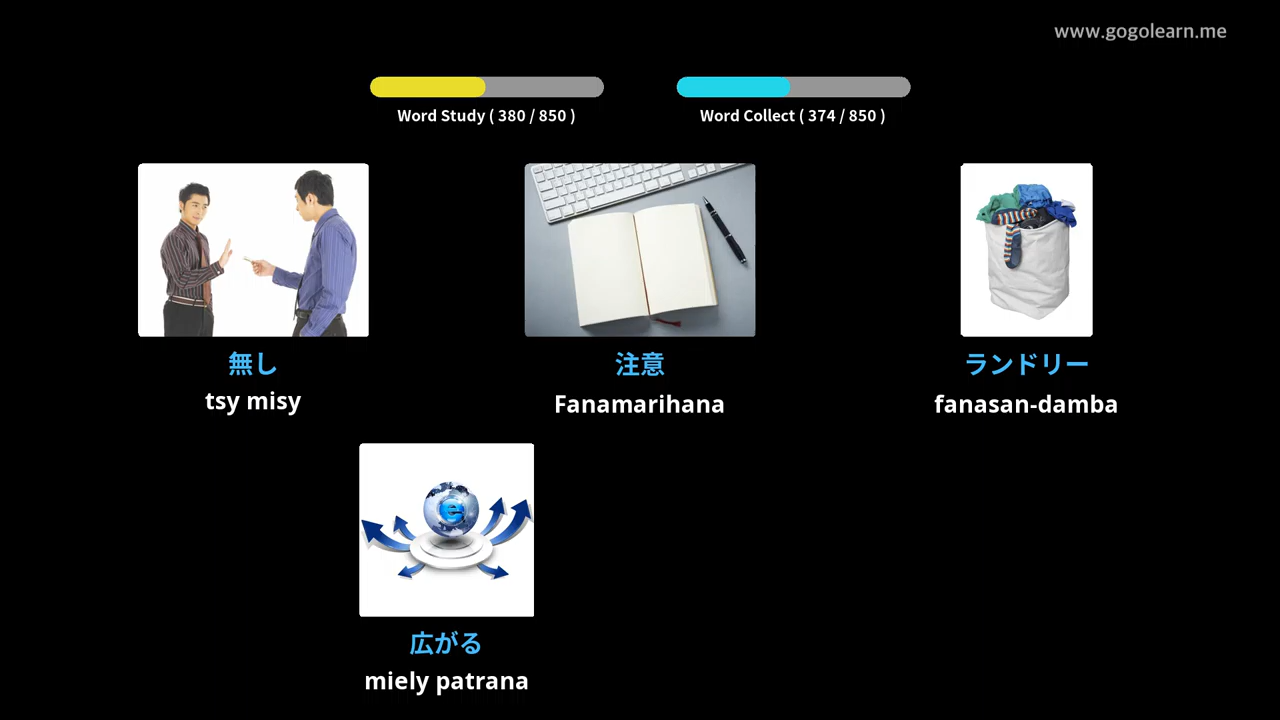 www.gogolearn.me
Word Study ( 380 / 850 )
Word Collect ( 374 / 850 )
無し
tsy misy
注意
Fanamarihana
ランドリー
fanasan-damba
e
広がる
miely patrana